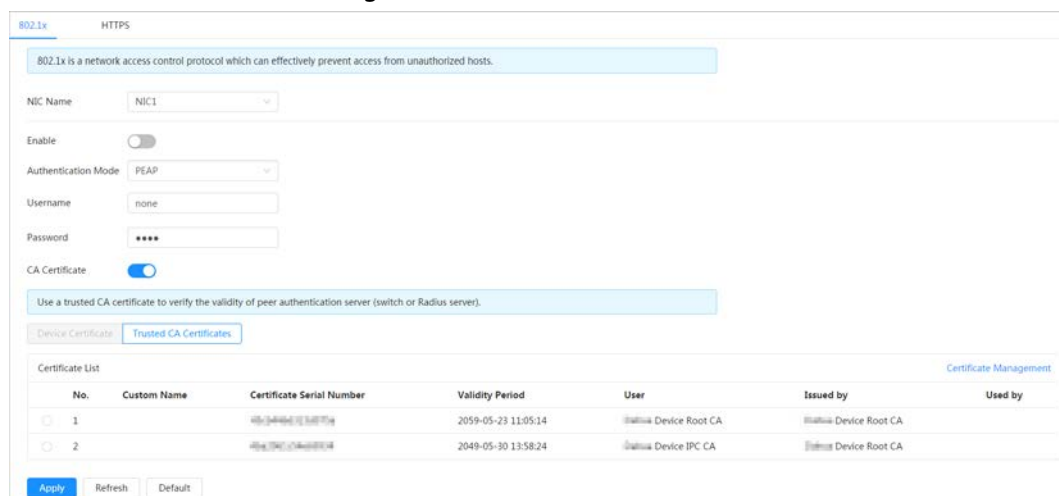 802.1x HTTPS
802.1x is a network access control protocol which can effectively prevent access from unauthorized hosts.
NIC Name NIC1
Enable
Authentication Mode PEAP
Username none
Password ••••
CA Certificate
Use a trusted CA certificate to verify the validity of peer authentication server (switch or Radius server).
Device Certificate Trusted CA Certificates
Certificate List Certificate Management
No. Custom Name Certificate Serial Number Validity Period User Issued by Used by
1 2059-05-23 11:05:14 Device Root CA Device Root CA
2 2049-05-30 13:58:24 Device IPC CA Device Root CA
Apply Refresh Default